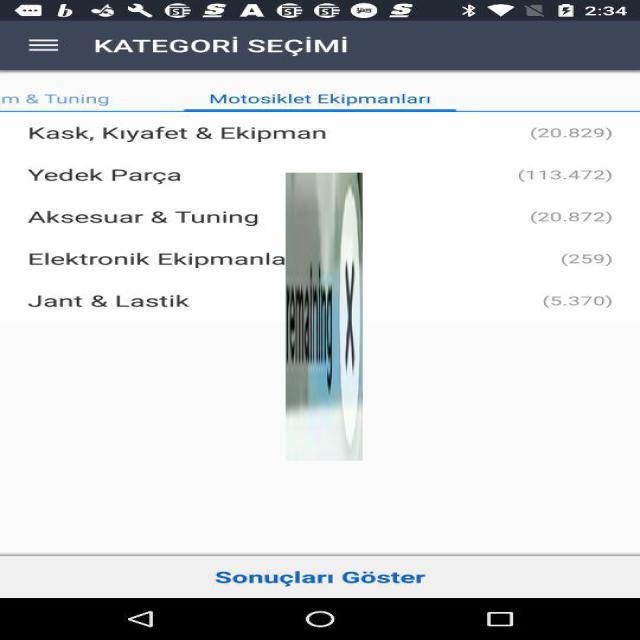 2:34
KATEGORİ SEÇİMİ
m & Tuning
Motosiklet Ekipmanları
Kask, Kıyafet & Ekipman (20.829)
Yedek Parça (113.472)
Aksesuar & Tuning (20.872)
Elektronik Ekipmanla (259)
Jant & Lastik (5.370)
remaining X
Sonuçları Göster